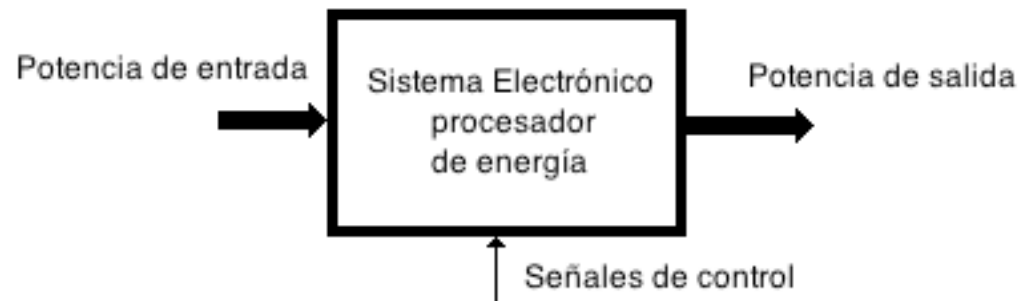 Potencia de entrada
Sistema Electrónico
procesador
de energía
Potencia de salida
Señales de control